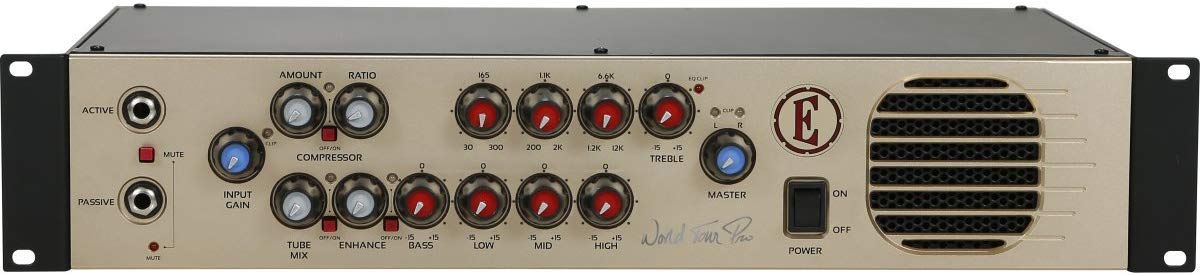 AMOUNT RATIO
165 1.1K 6.6K 0 EQ CLIP
ACTIVE
CLIP
L R
CLIP
OFF/ON
30 300 200 2K 1.2K 12K -15 +15
COMPRESSOR TREBLE
MUTE
E
INPUT
GAIN
MASTER
0 0 0 0
PASSIVE
ON
OFF
OFF/ON OFF/ON
-15 +15 -15 +15 -15 +15 -15 +15
TUBE
MIX
ENHANCE BASS LOW MID HIGH
World Tour Pro
POWER
MUTE